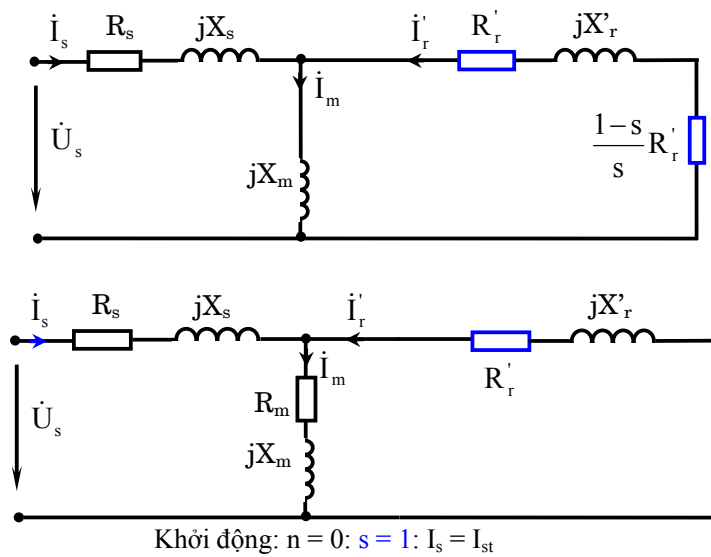 İₛ Rₛ jXₛ İ'ᵣ R'ᵣ jX’ᵣ
İₘ
U̇ₛ
jXₘ
1−s
s
R'ᵣ
İₛ Rₛ jXₛ İ'ᵣ jX’ᵣ
İₘ
R'ᵣ
Rₘ
U̇ₛ
jXₘ
Khởi động: n = 0: s = 1: Iₛ = Iₛₜ